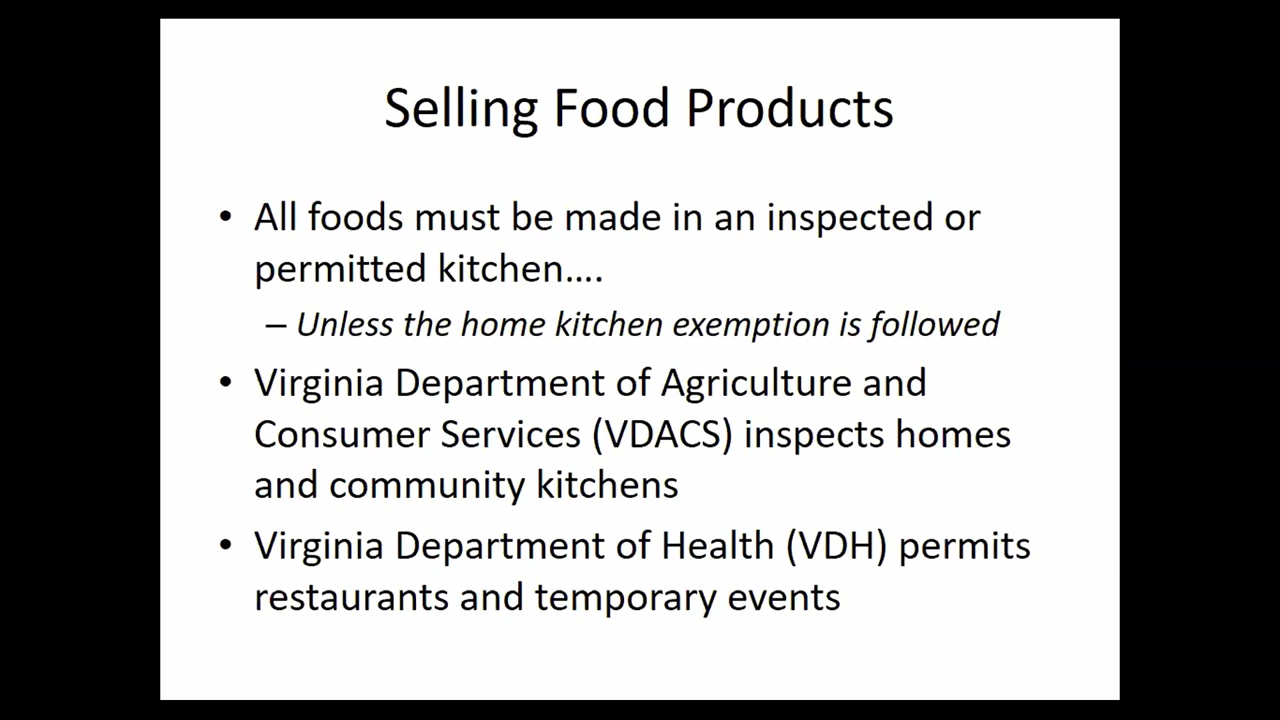 Selling Food Products
• All foods must be made in an inspected or
permitted kitchen....
– Unless the home kitchen exemption is followed
• Virginia Department of Agriculture and
Consumer Services (VDACS) inspects homes
and community kitchens
• Virginia Department of Health (VDH) permits
restaurants and temporary events